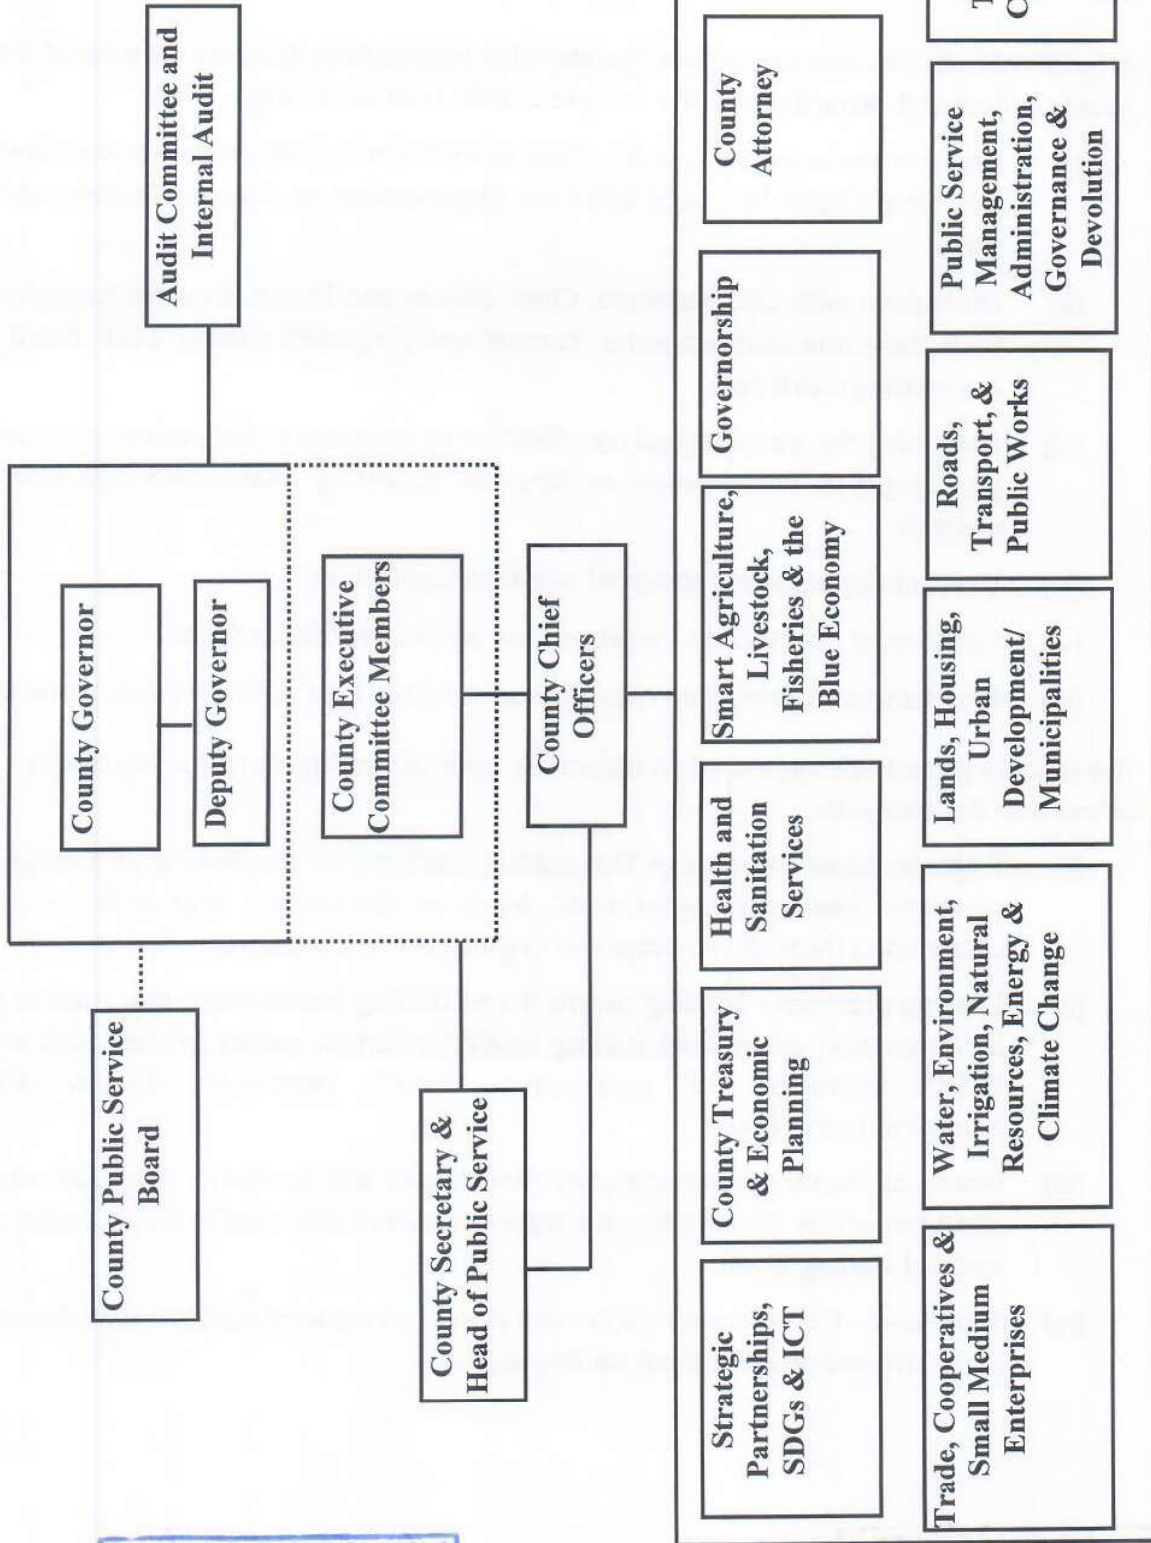 County Governor
Deputy Governor
County Executive
Committee Members
County Public Service
Board
Audit Committee and
Internal Audit
County Secretary &
Head of Public Service
County Chief
Officers
Strategic
Partnerships,
SDGs & ICT
County Treasury
& Economic
Planning
Health and
Sanitation
Services
Smart Agriculture,
Livestock,
Fisheries & the
Blue Economy
Governorship
County
Attorney
Trade, Cooperatives &
Small Medium
Enterprises
Water, Environment,
Irrigation, Natural
Resources, Energy &
Climate Change
Lands, Housing,
Urban
Development/
Municipalities
Roads,
Transport, &
Public Works
Public Service
Management,
Administration,
Governance &
Devolution